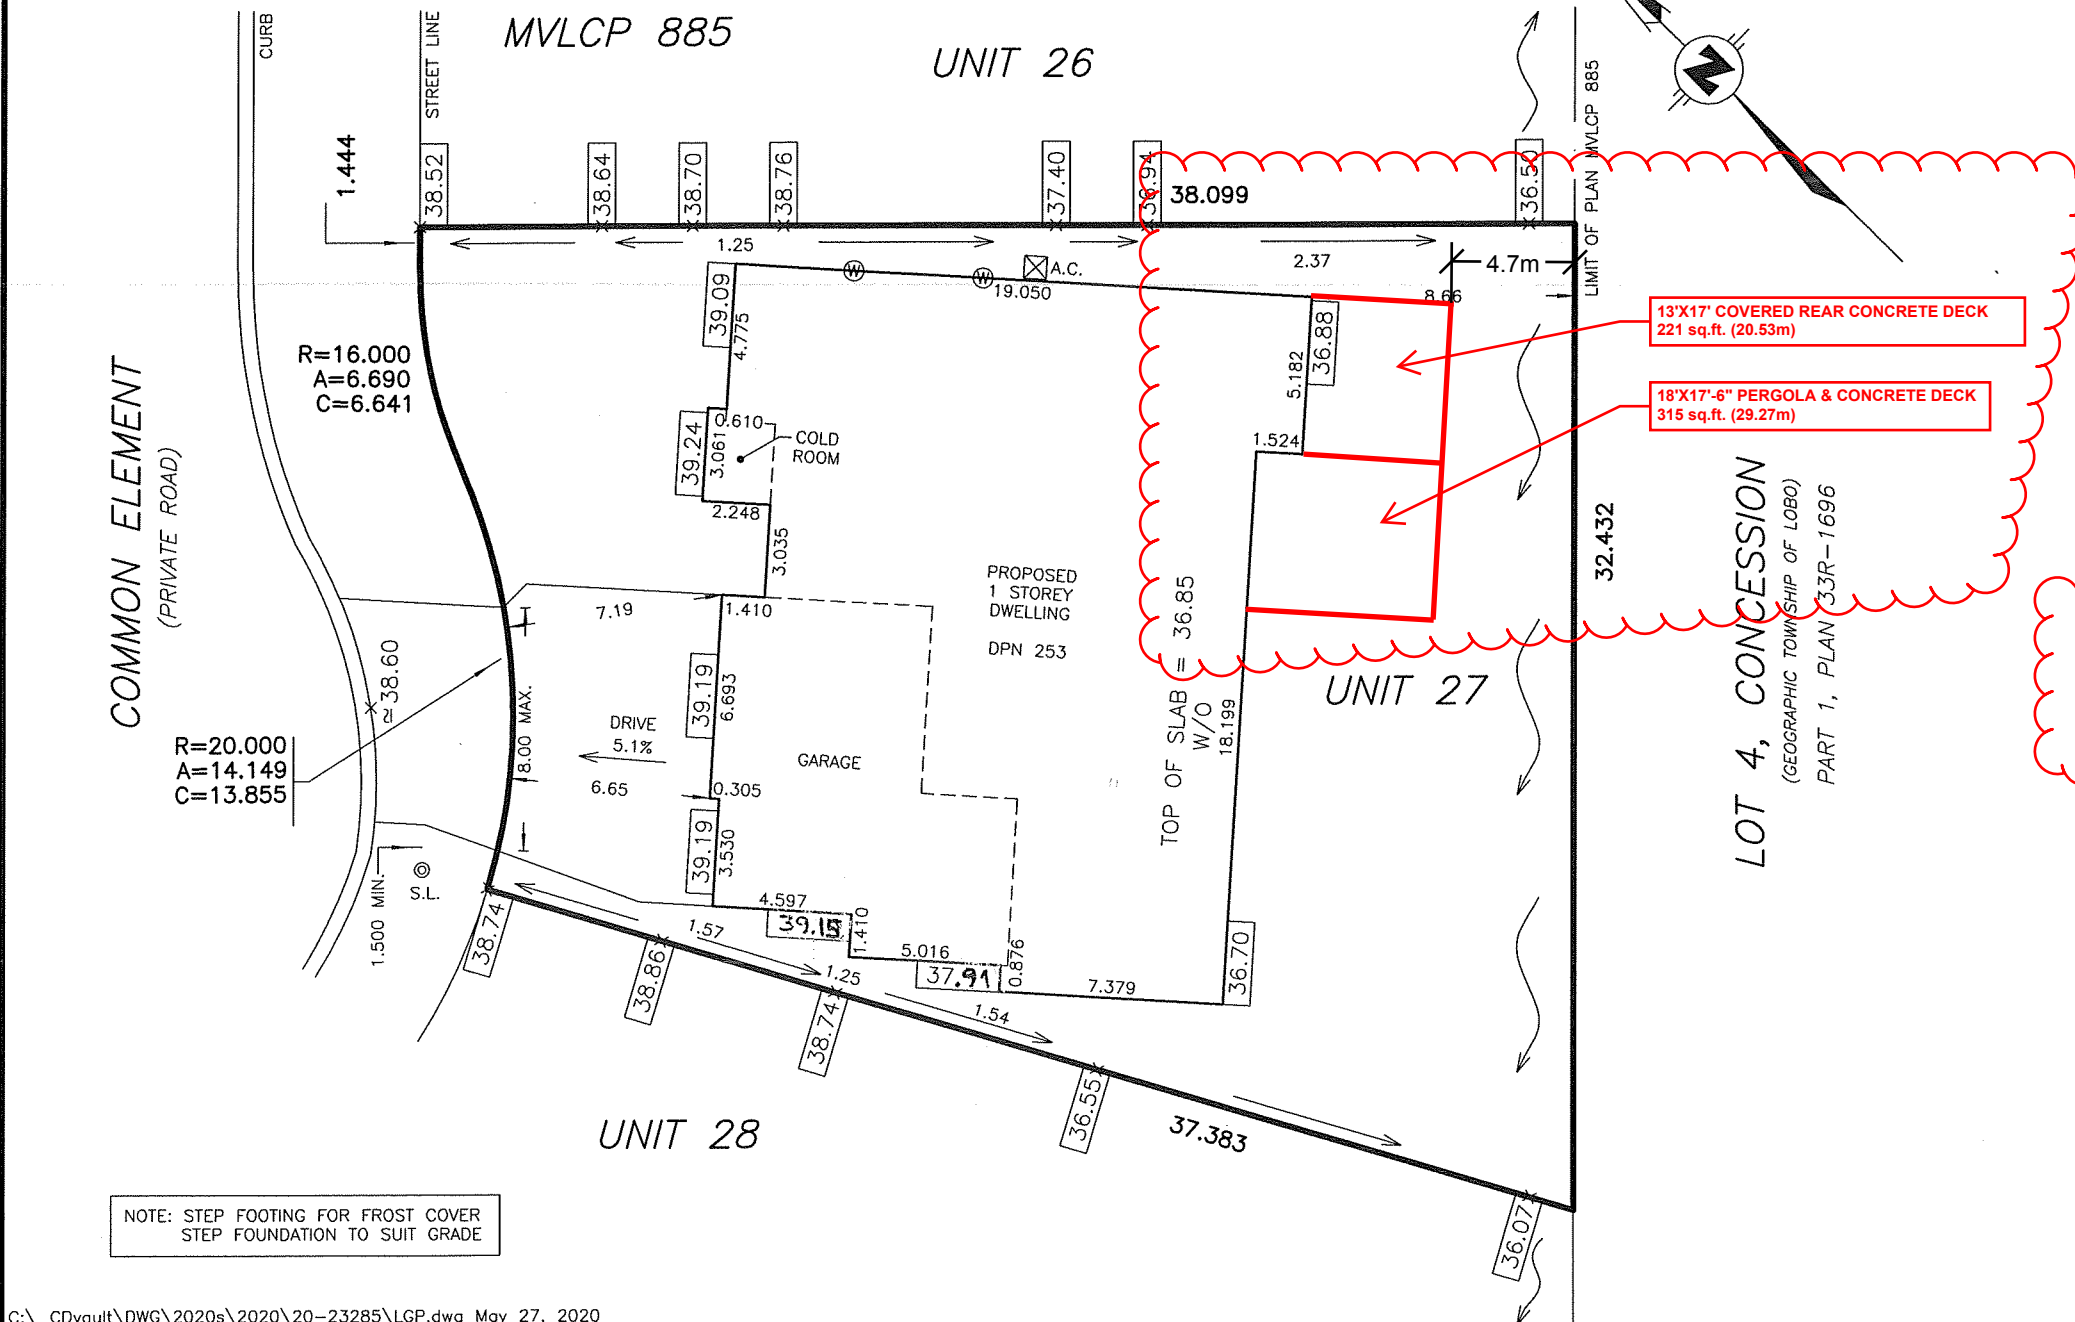 CURB
STREET LINE
MVLCP 885
UNIT 26
LIMIT OF PLAN MVLCP 885
N
1.444
38.52
38.64
38.70
38.76
37.40
36.94
38.099
36.50
1.25
W
W
A.C.
19.050
2.37
4.7m
8.66
39.09
4.775
36.88
5.182
13'X17' COVERED REAR CONCRETE DECK
221 sq.ft. (20.53m)
18'X17'-6" PERGOLA & CONCRETE DECK
315 sq.ft. (29.27m)
R=16.000
A=6.690
C=6.641
COMMON ELEMENT
(PRIVATE ROAD)
39.24
0.610
3.061
COLD
ROOM
2.248
3.035
1.524
LOT 4, CONCESSION
(GEOGRAPHIC TOWNSHIP OF LOBO)
PART 1, PLAN 33R-1696
32.432
PROPOSED
1 STOREY
DWELLING
DPN 253
7.19
1.410
38.60
39.19
6.693
8.00 MAX.
DRIVE
5.1%
6.65
GARAGE
0.305
TOP OF SLAB = 36.85
W/O
18.199
UNIT 27
R=20.000
A=14.149
C=13.855
39.19
3.530
1.500 MIN.
S.L.
38.74
4.597
39.15
1.410
1.57
38.86
5.016
37.91
0.876
1.25
38.74
7.379
36.70
1.54
36.55
37.383
UNIT 28
36.07
NOTE: STEP FOOTING FOR FROST COVER
STEP FOUNDATION TO SUIT GRADE
C:\_CDvault\DWG\2020s\2020\20-23285\LGP.dwg May 27, 2020